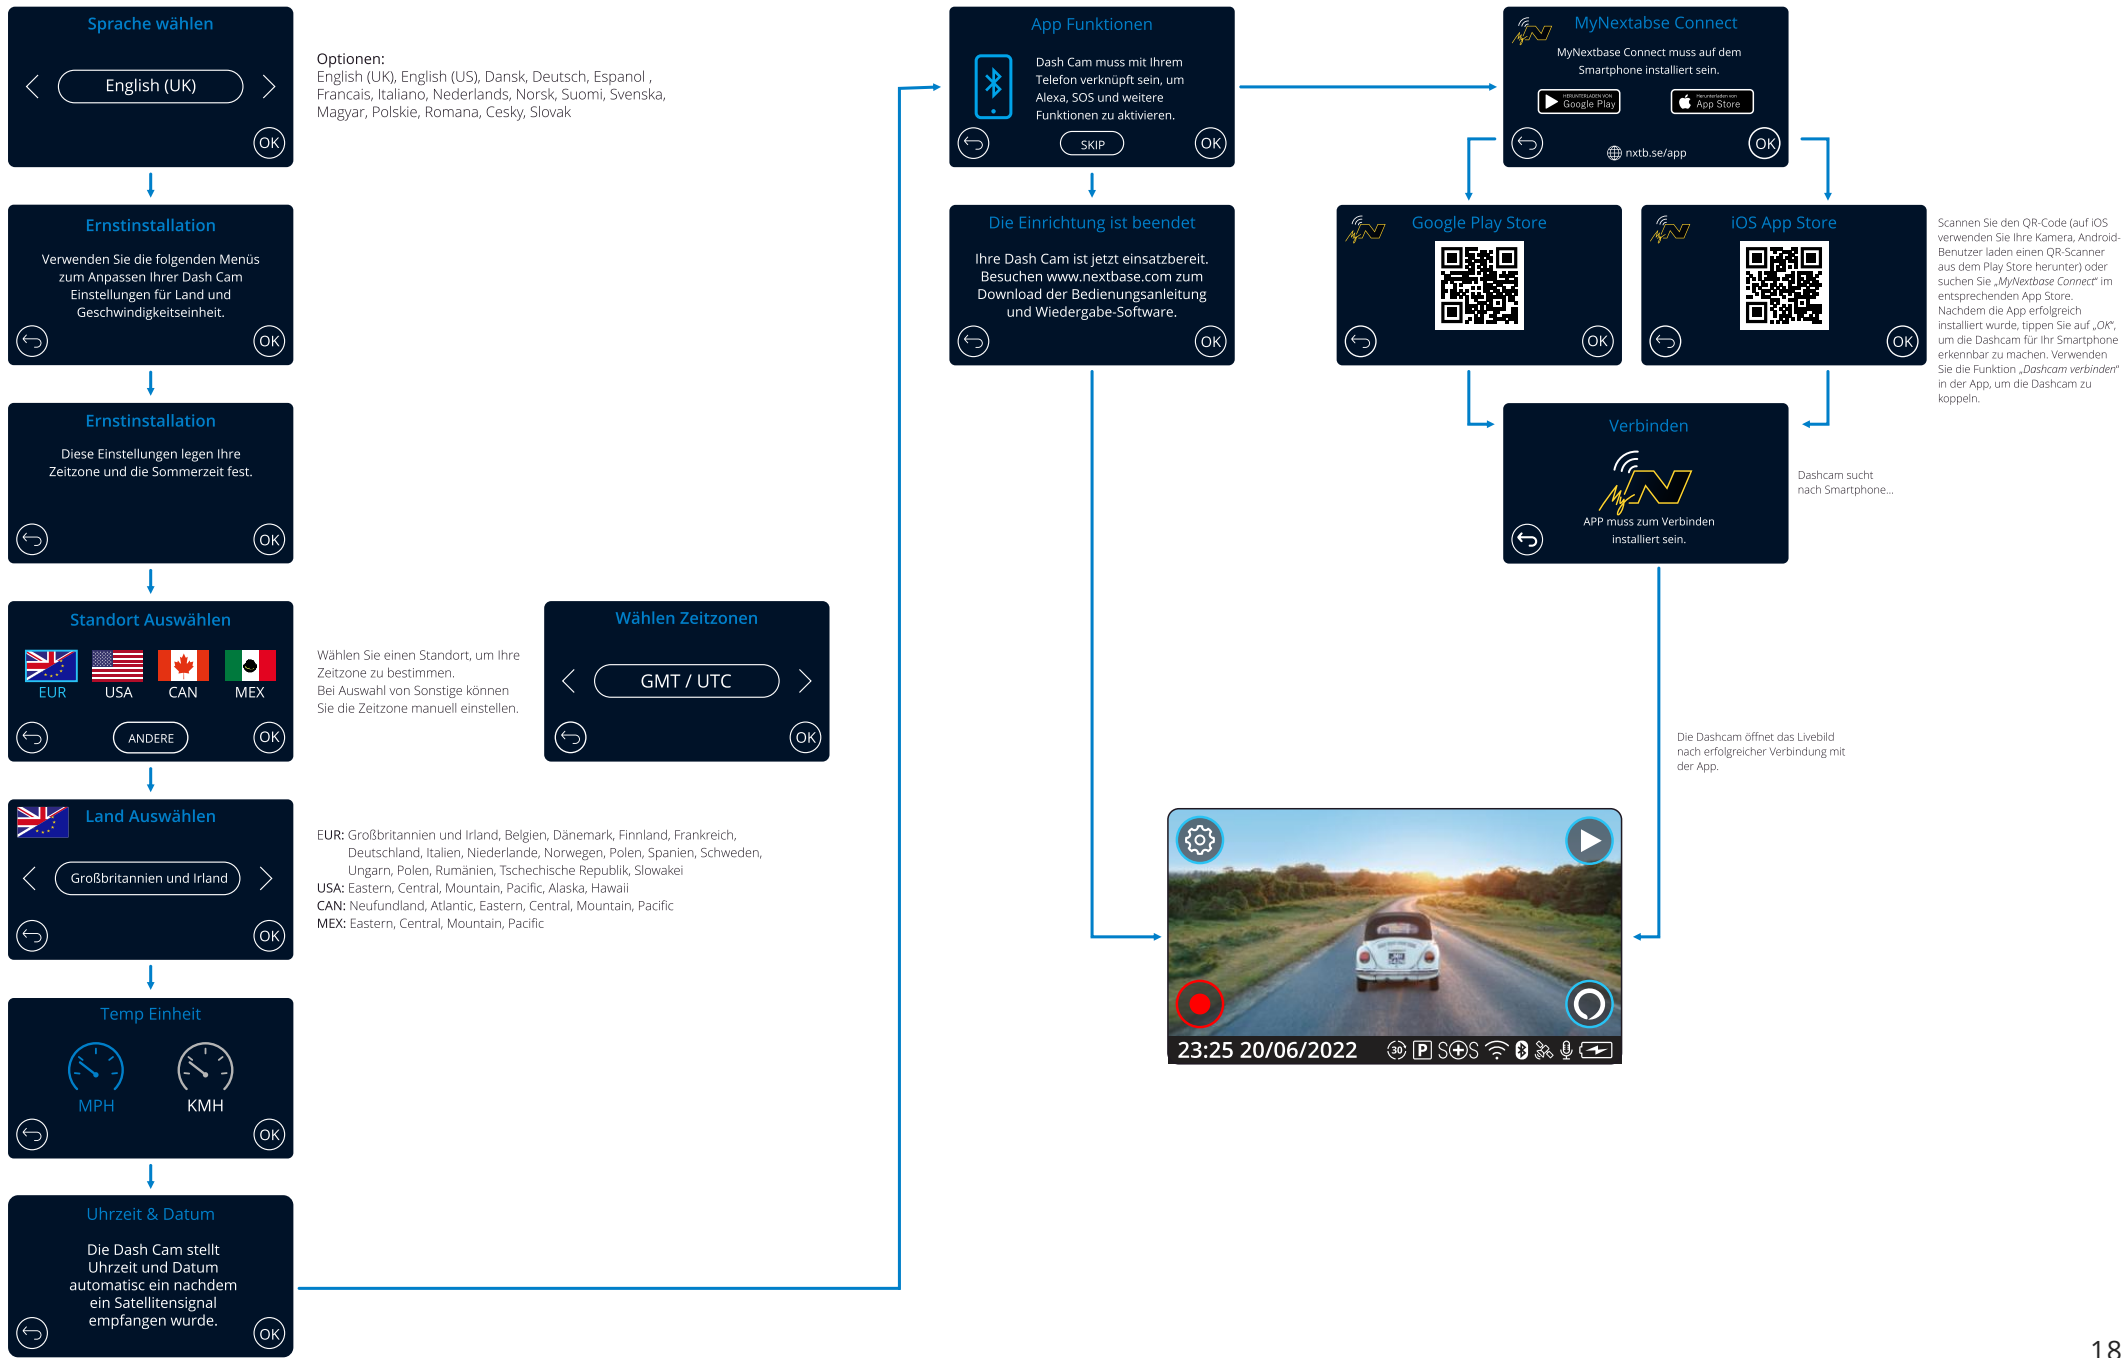 Sprache wählen
English (UK)
OK
Optionen:
English (UK), English (US), Dansk, Deutsch, Espanol ,
Francais, Italiano, Nederlands, Norsk, Suomi, Svenska,
Magyar, Polskie, Romana, Cesky, Slovak
Ernstinstallation
Verwenden Sie die folgenden Menüs
zum Anpassen Ihrer Dash Cam
Einstellungen für Land und
Geschwindigkeitseinheit.
OK
Ernstinstallation
Diese Einstellungen legen Ihre
Zeitzone und die Sommerzeit fest.
OK
Standort Auswählen
EUR USA CAN MEX
ANDERE
OK
Wählen Sie einen Standort, um Ihre
Zeitzone zu bestimmen.
Bei Auswahl von Sonstige können
Sie die Zeitzone manuell einstellen.
Wählen Zeitzonen
GMT / UTC
OK
Land Auswählen
Großbritannien und Irland
OK
EUR: Großbritannien und Irland, Belgien, Dänemark, Finnland, Frankreich,
Deutschland, Italien, Niederlande, Norwegen, Polen, Spanien, Schweden,
Ungarn, Polen, Rumänien, Tschechische Republik, Slowakei
USA: Eastern, Central, Mountain, Pacific, Alaska, Hawaii
CAN: Neufundland, Atlantic, Eastern, Central, Mountain, Pacific
MEX: Eastern, Central, Mountain, Pacific
Temp Einheit
MPH KMH
OK
Uhrzeit & Datum
Die Dash Cam stellt
Uhrzeit und Datum
automatisc ein nachdem
ein Satellitensignal
empfangen wurde.
OK
App Funktionen
Dash Cam muss mit Ihrem
Telefon verknüpft sein, um
Alexa, SOS und weitere
Funktionen zu aktivieren.
SKIP
OK
Die Einrichtung ist beendet
Ihre Dash Cam ist jetzt einsatzbereit.
Besuchen www.nextbase.com zum
Download der Bedienungsanleitung
und Wiedergabe-Software.
OK
My N
MyNextabse Connect
MyNextbase Connect muss auf dem
Smartphone installiert sein.
HERUNTERLADEN VON
Google Play
Herunterladen von
App Store
nxtb.se/app
OK
My N
Google Play Store
OK
My N
iOS App Store
OK
Scannen Sie den QR-Code (auf iOS
verwenden Sie Ihre Kamera, Android-
Benutzer laden einen QR-Scanner
aus dem Play Store herunter) oder
suchen Sie „MyNextbase Connect“ im
entsprechenden App Store.
Nachdem die App erfolgreich
installiert wurde, tippen Sie auf „OK“,
um die Dashcam für Ihr Smartphone
erkennbar zu machen. Verwenden
Sie die Funktion „Dashcam verbinden“
in der App, um die Dashcam zu
koppeln.
Verbinden
My N
APP muss zum Verbinden
installiert sein.
Dashcam sucht
nach Smartphone...
Die Dashcam öffnet das Livebild
nach erfolgreicher Verbindung mit
der App.
23:25 20/06/2022 30 P SOS
18